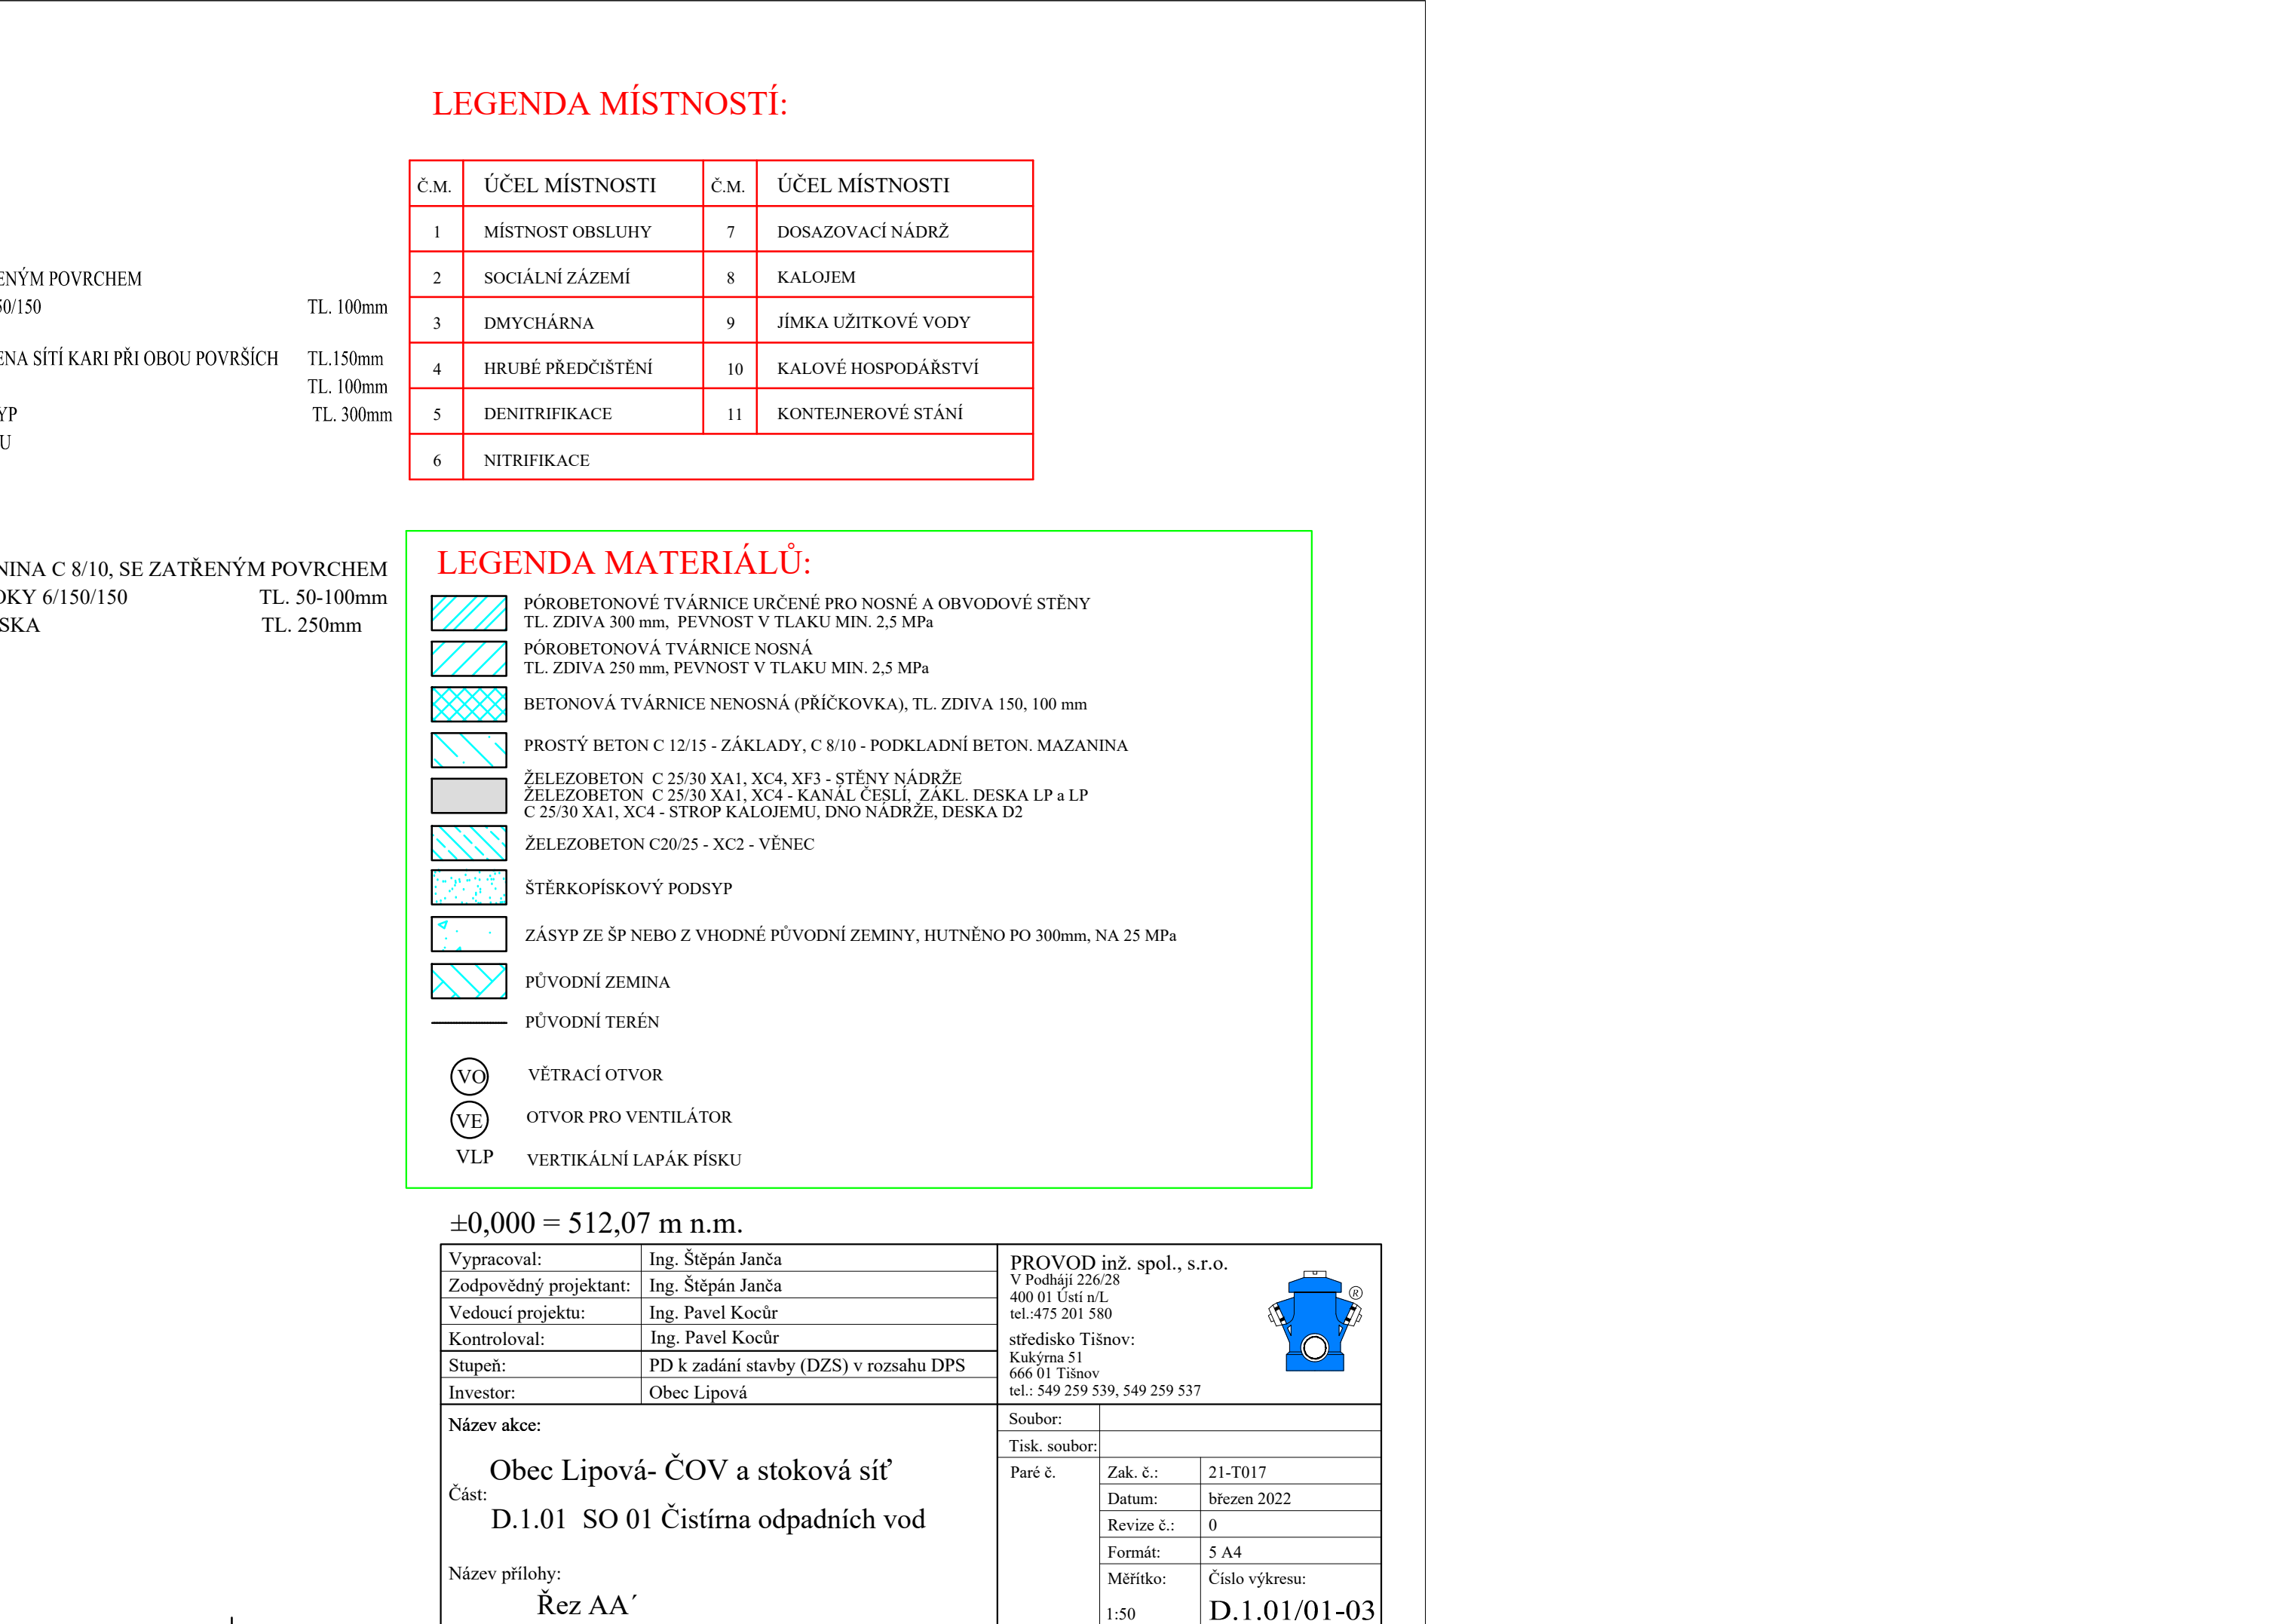 LEGENDA MÍSTNOSTÍ:
Č.M. ÚČEL MÍSTNOSTI Č.M. ÚČEL MÍSTNOSTI
1 MÍSTNOST OBSLUHY 7 DOSAZOVACÍ NÁDRŽ
2 SOCIÁLNÍ ZÁZEMÍ 8 KALOJEM
3 DMYCHÁRNA 9 JÍMKA UŽITKOVÉ VODY
4 HRUBÉ PŘEDČIŠTĚNÍ 10 KALOVÉ HOSPODÁŘSTVÍ
5 DENITRIFIKACE 11 KONTEJNEROVÉ STÁNÍ
6 NITRIFIKACE
ENÝM POVRCHEM
50/150 TL. 100mm
ENA SÍTÍ KARI PŘI OBOU POVRŠÍCH TL.150mm
TL. 100mm
YP TL. 300mm
U
NINA C 8/10, SE ZATŘENÝM POVRCHEM
OKY 6/150/150 TL. 50-100mm
SKA TL. 250mm
LEGENDA MATERIÁLŮ:
PÓROBETONOVÉ TVÁRNICE URČENÉ PRO NOSNÉ A OBVODOVÉ STĚNY
TL. ZDIVA 300 mm, PEVNOST V TLAKU MIN. 2,5 MPa
PÓROBETONOVÁ TVÁRNICE NOSNÁ
TL. ZDIVA 250 mm, PEVNOST V TLAKU MIN. 2,5 MPa
BETONOVÁ TVÁRNICE NENOSNÁ (PŘÍČKOVKA), TL. ZDIVA 150, 100 mm
PROSTÝ BETON C 12/15 - ZÁKLADY, C 8/10 - PODKLADNÍ BETON. MAZANINA
ŽELEZOBETON C 25/30 XA1, XC4, XF3 - STĚNY NÁDRŽE
ŽELEZOBETON C 25/30 XA1, XC4 - KANÁL ČESLÍ, ZÁKL. DESKA LP a LP
C 25/30 XA1, XC4 - STROP KALOJEMU, DNO NÁDRŽE, DESKA D2
ŽELEZOBETON C20/25 - XC2 - VĚNEC
ŠTĚRKOPÍSKOVÝ PODSYP
ZÁSYP ZE ŠP NEBO Z VHODNÉ PŮVODNÍ ZEMINY, HUTNĚNO PO 300mm, NA 25 MPa
PŮVODNÍ ZEMINA
PŮVODNÍ TERÉN
VO VĚTRACÍ OTVOR
VE OTVOR PRO VENTILÁTOR
VLP VERTIKÁLNÍ LAPÁK PÍSKU
±0,000 = 512,07 m n.m.
Vypracoval: Ing. Štěpán Janča
Zodpovědný projektant: Ing. Štěpán Janča
Vedoucí projektu: Ing. Pavel Kocůr
Kontroloval: Ing. Pavel Kocůr
Stupeň: PD k zadání stavby (DZS) v rozsahu DPS
Investor: Obec Lipová
PROVOD inž. spol., s.r.o.
V Podhájí 226/28
400 01 Ústí n/L
tel.:475 201 580
středisko Tišnov:
Kukýrna 51
666 01 Tišnov
tel.: 549 259 539, 549 259 537
®
Název akce:
Obec Lipová- ČOV a stoková síť
Část:
D.1.01 SO 01 Čistírna odpadních vod
Název přílohy:
Řez AA´
Soubor:
Tisk. soubor:
Paré č. Zak. č.: 21-T017
Datum: březen 2022
Revize č.: 0
Formát: 5 A4
Měřítko: Číslo výkresu:
1:50 D.1.01/01-03